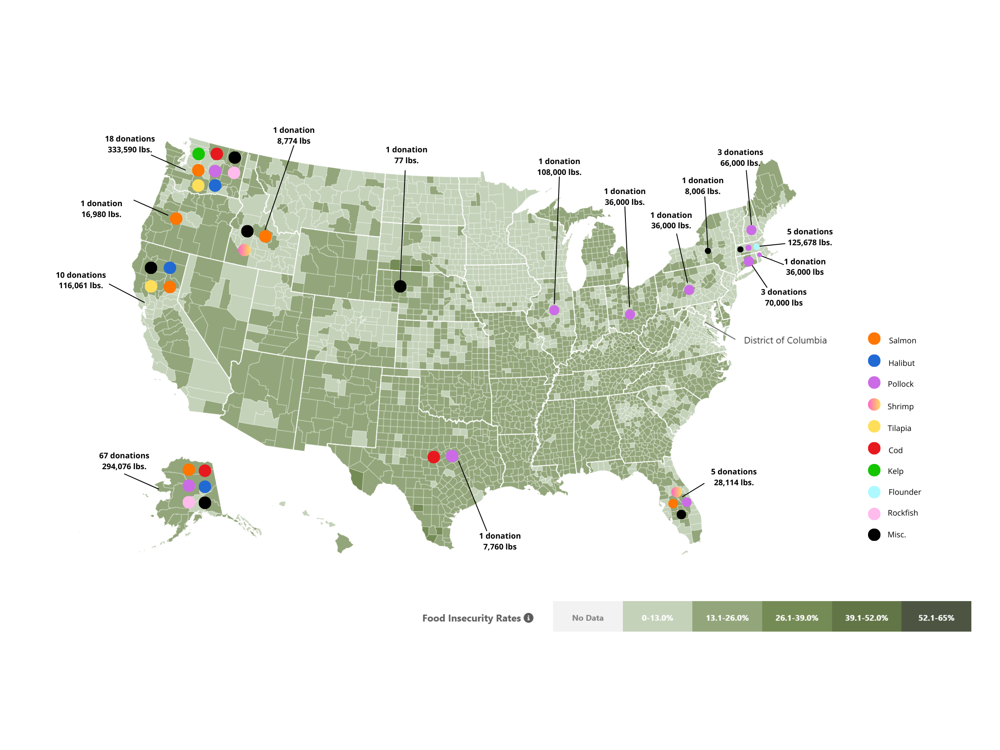 1 donation
8,774 lbs
18 donations
333,590 lbs.
1 donation
77 lbs.
3 donations
66,000 lbs.
1 donation
108,000 lbs.
1 donation
8,006 lbs.
1 donation
36,000 lbs.
1 donation
16,980 lbs.
1 donation
36,000 lbs.
5 donations
125,678 lbs.
1 donation
36,000 lbs
10 donations
116,061 lbs.
3 donations
70,000 lbs
District of Columbia
Salmon
Halibut
Pollock
Shrimp
Tilapia
Cod
Kelp
Flounder
Rockfish
Misc.
67 donations
294,076 lbs.
5 donations
28,114 lbs.
1 donation
7,760 lbs
Food Insecurity Rates
No Data
0-13.0%
13.1-26.0%
26.1-39.0%
39.1-52.0%
52.1-65%